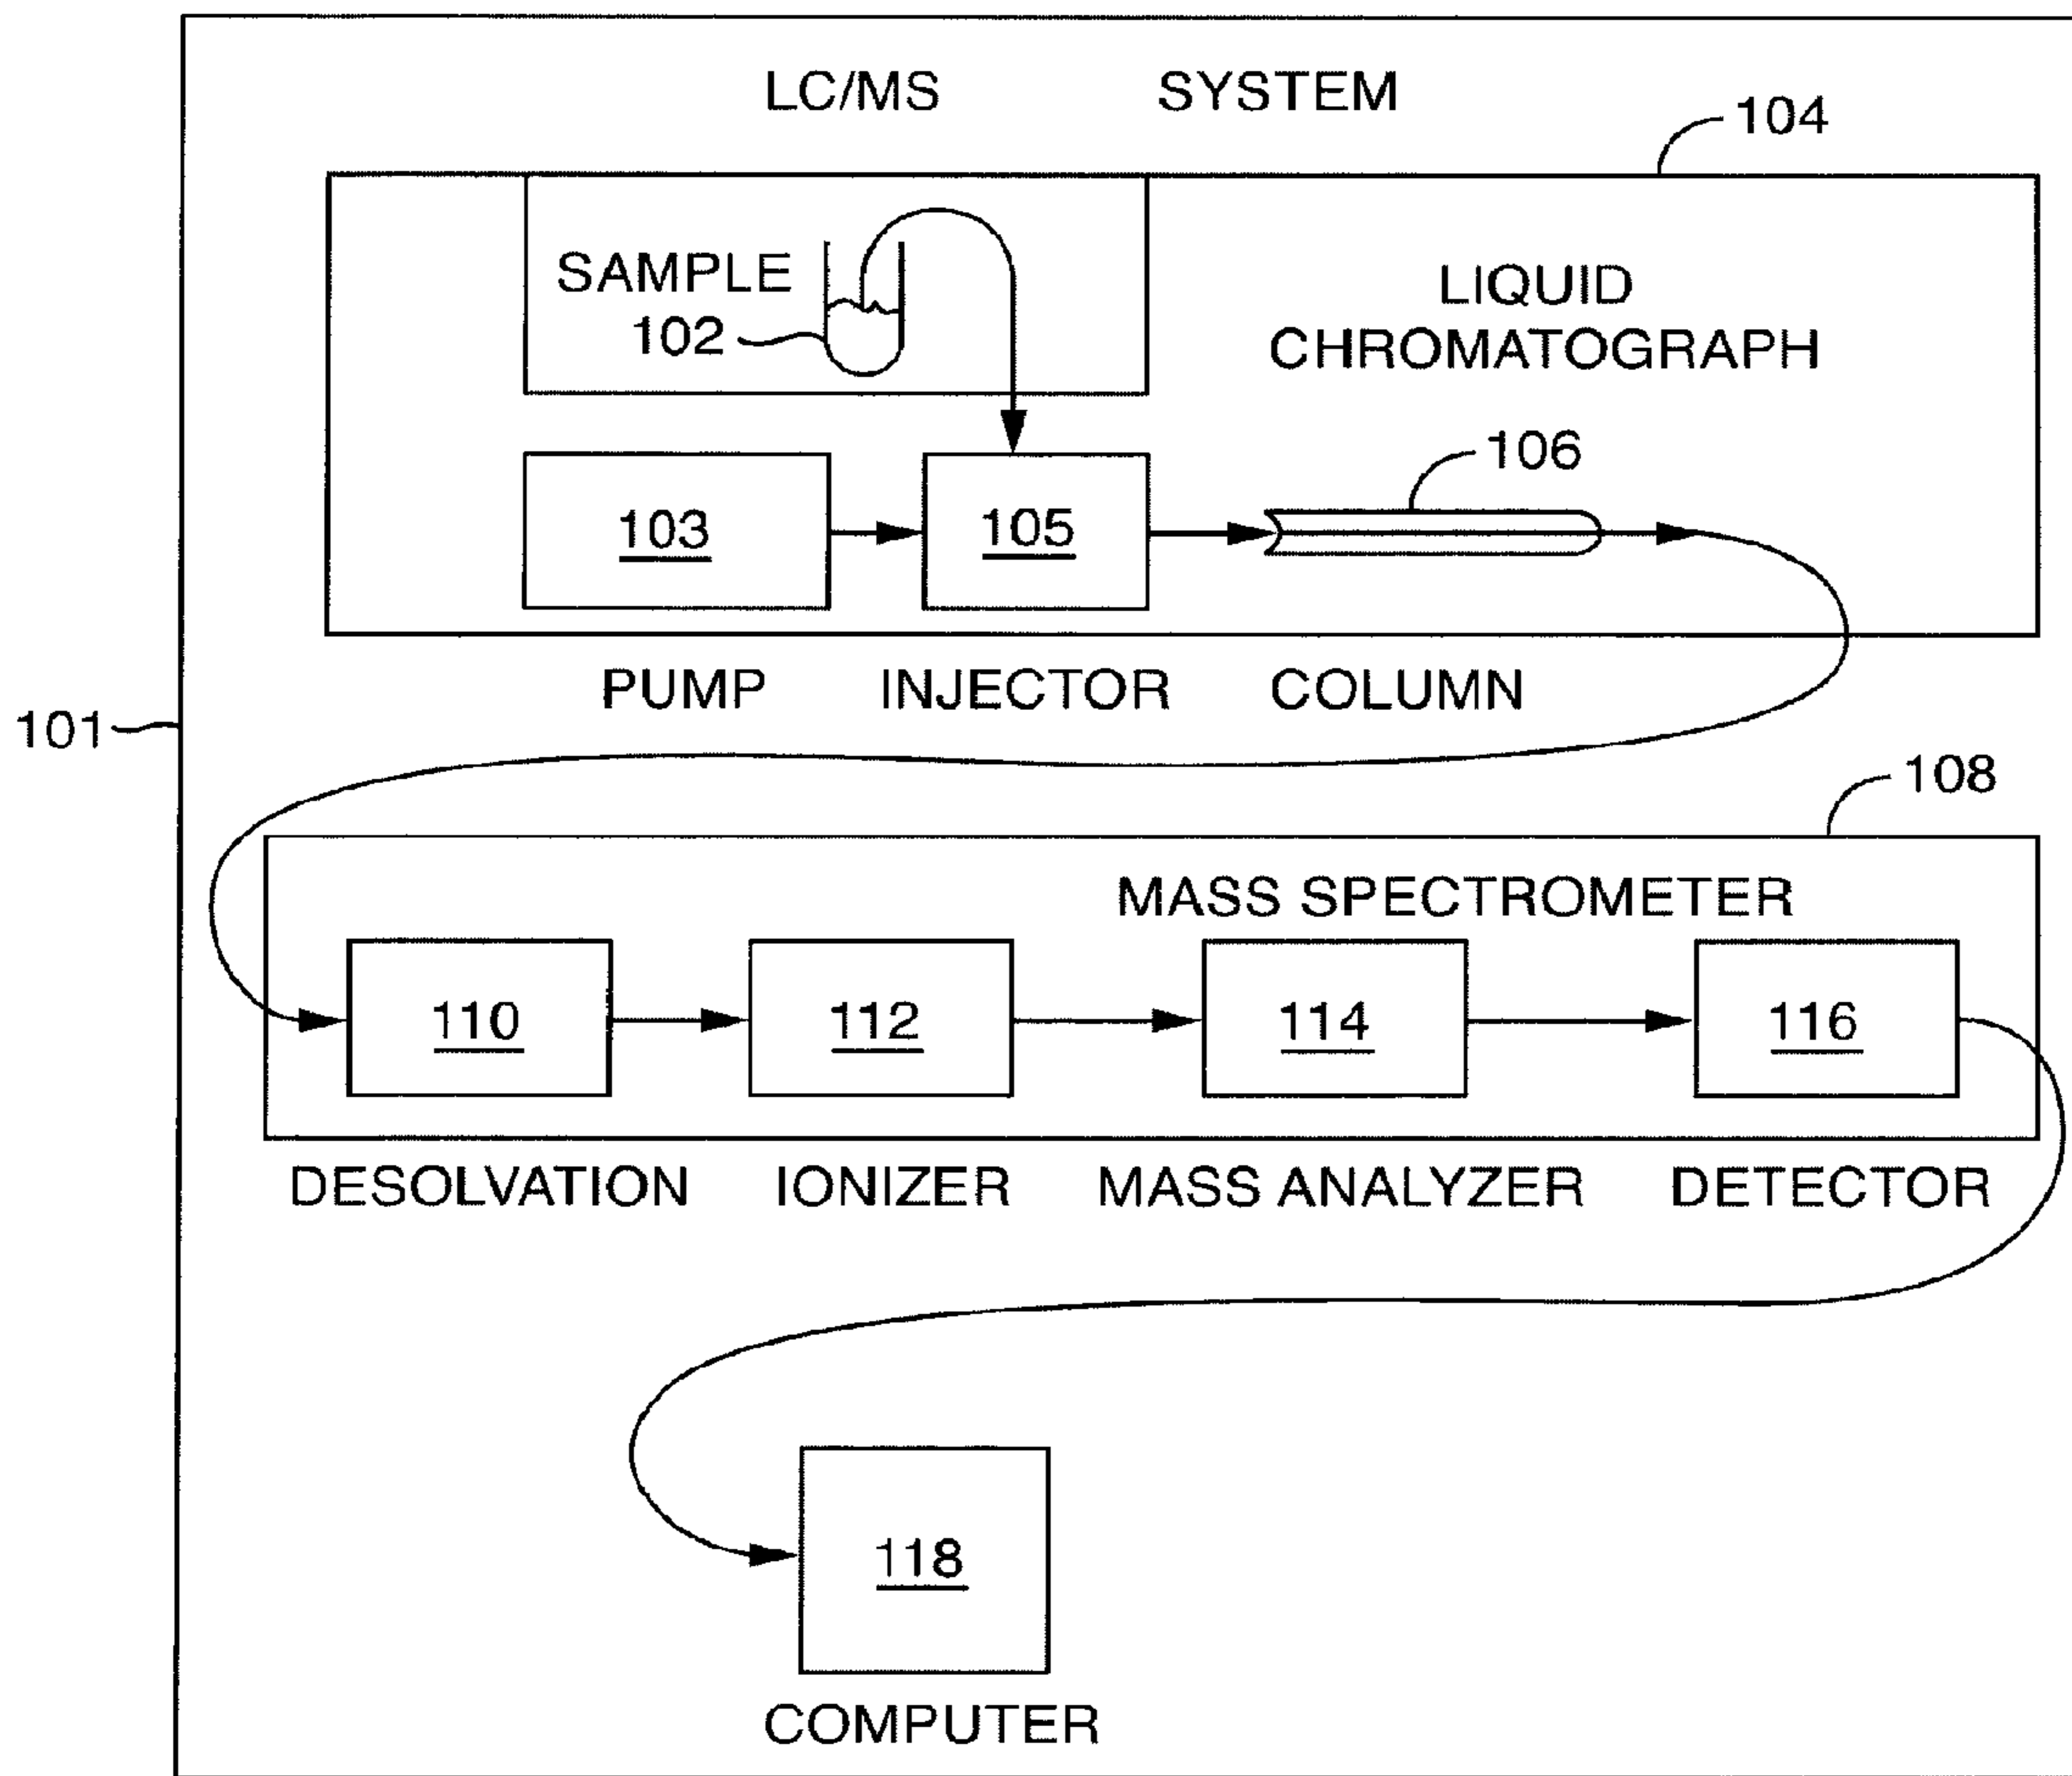 LC/MS SYSTEM
104
SAMPLE
102
LIQUID
CHROMATOGRAPH
106
103
105
PUMP INJECTOR COLUMN
101
108
MASS SPECTROMETER
110
112
114
116
DESOLVATION IONIZER MASS ANALYZER DETECTOR
118
COMPUTER